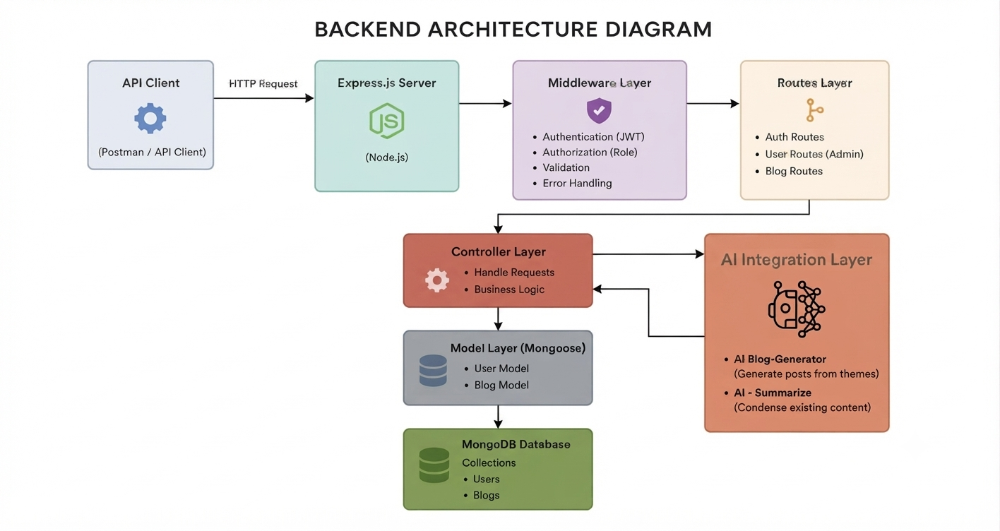 BACKEND ARCHITECTURE DIAGRAM
API Client
(Postman / API Client)
HTTP Request
Express.js Server
JS
(Node.js)
Middleware Layer
• Authentication (JWT)
• Authorization (Role)
• Validation
• Error Handling
Routes Layer
• Auth Routes
• User Routes (Admin)
• Blog Routes
Controller Layer
• Handle Requests
• Business Logic
AI Integration Layer
• AI Blog-Generator
(Generate posts from themes)
• AI - Summarize
(Condense existing content)
Model Layer (Mongoose)
• User Model
• Blog Model
MongoDB Database
Collections
• Users
• Blogs